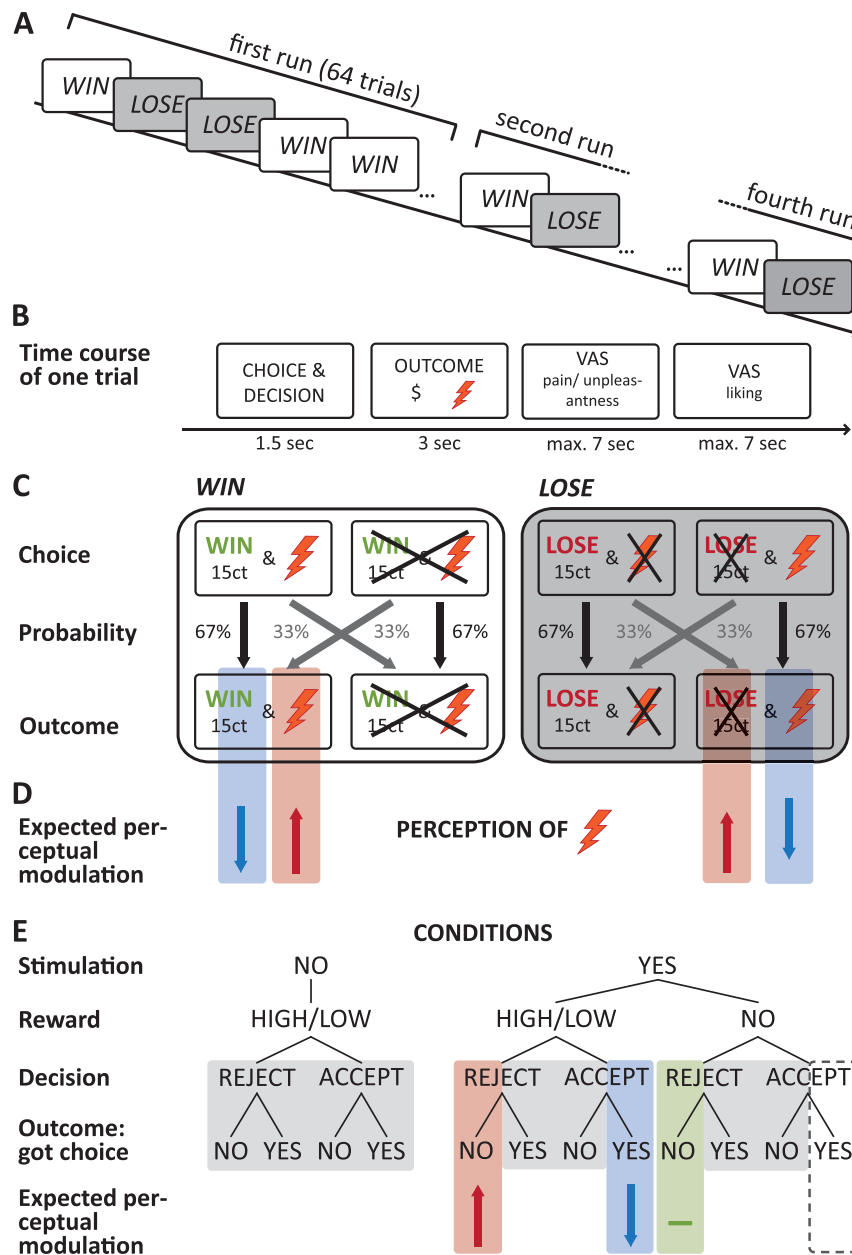 A
first run (64 trials)
WIN
LOSE
LOSE
WIN
WIN
...
second run
WIN
LOSE
...
...
fourth run
WIN
LOSE
B
Time course
of one trial
CHOICE &
DECISION
OUTCOME
$
VAS
pain/ unpleas-
antness
VAS
liking
1.5 sec
3 sec
max. 7 sec
max. 7 sec
C
WIN
LOSE
Choice
WIN
15ct
&
WIN
15ct
&
LOSE
15ct
&
LOSE
15ct
&
Probability
67%
33%
33%
67%
67%
33%
33%
67%
Outcome
WIN
15ct
&
WIN
15ct
&
LOSE
15ct
&
LOSE
15ct
&
D
Expected per-
ceptual
modulation
PERCEPTION OF
E
CONDITIONS
Stimulation
NO
YES
Reward
HIGH/LOW
HIGH/LOW
NO
Decision
REJECT ACCEPT
REJECT ACCEPT
REJECT ACCEPT
Outcome:
got choice
NO YES NO YES
NO YES NO YES
NO YES NO YES
Expected per-
ceptual
modulation